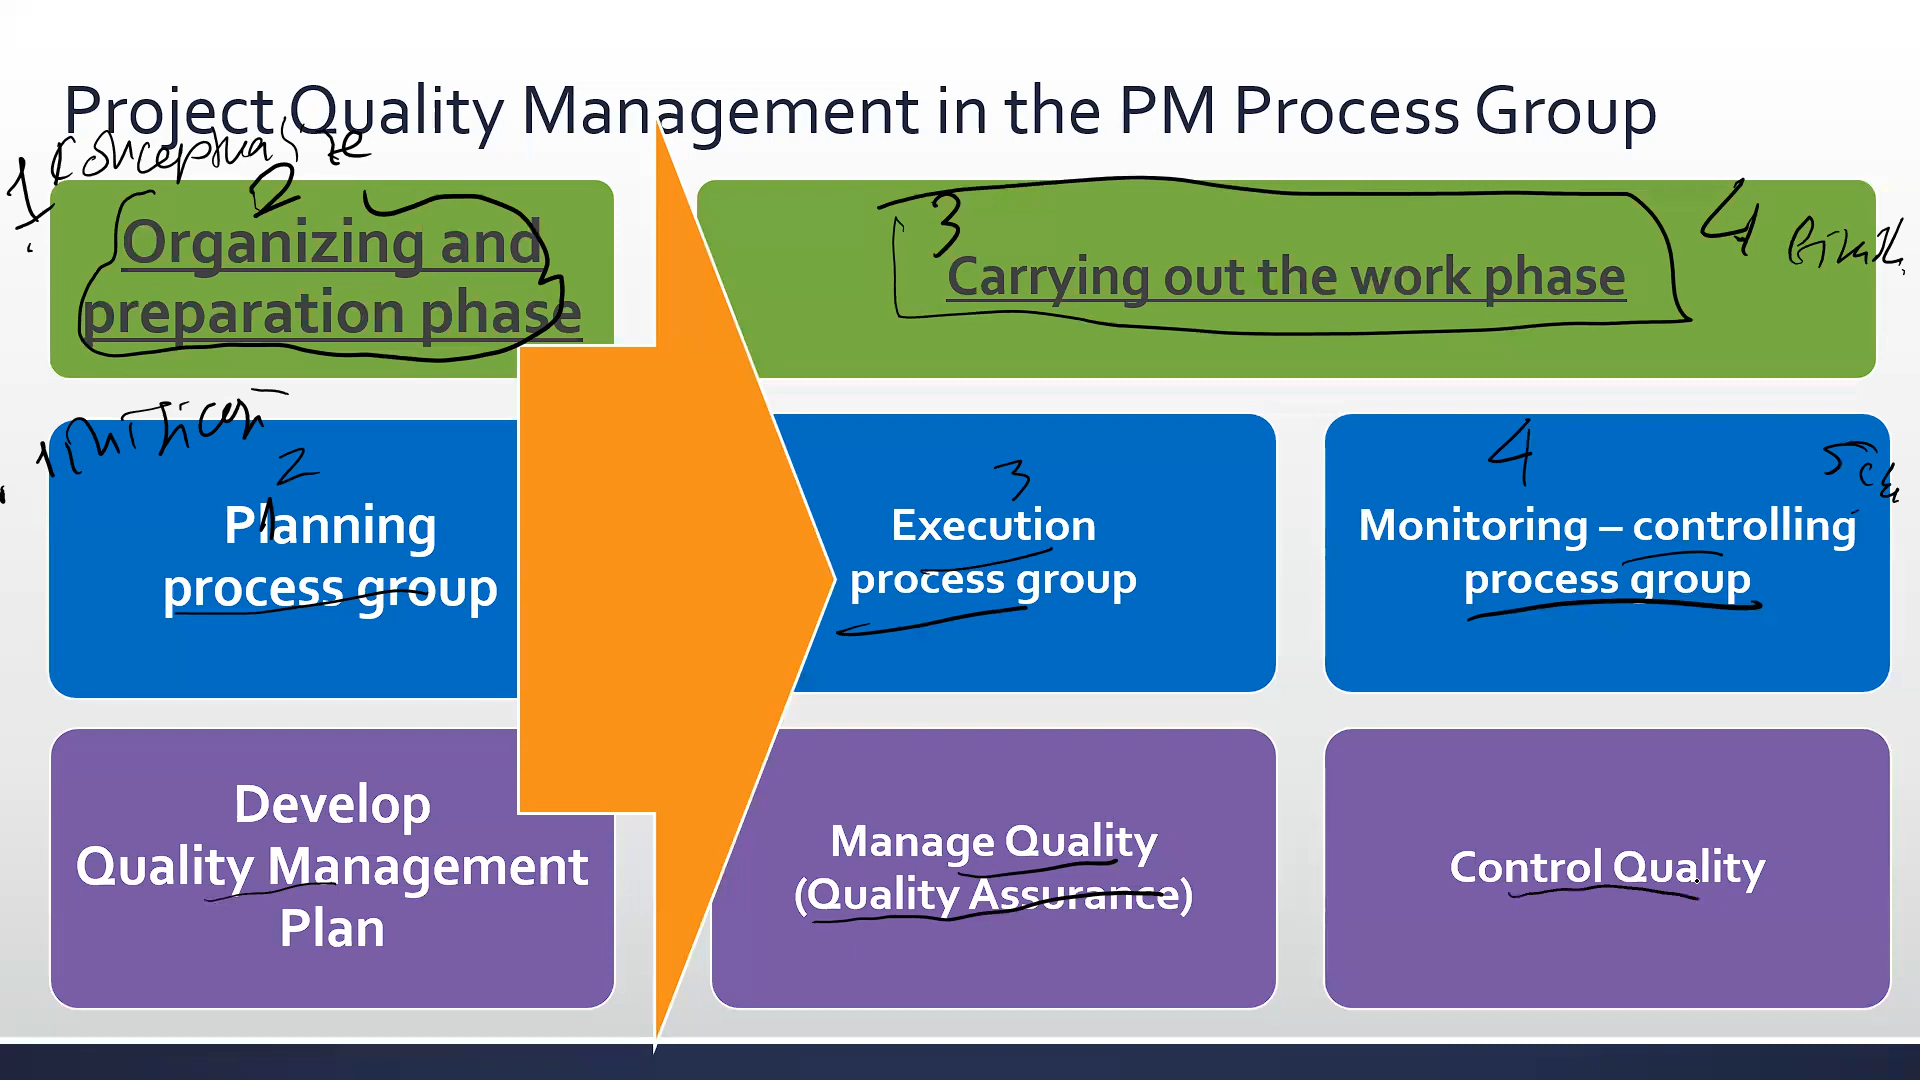 Project Quality Management in the PM Process Group
1 conceptualize
2
Organizing and
preparation phase
3
Carrying out the work phase
4
2
Planning
process group
3
Execution
process group
4
Monitoring – controlling
process group
5
Develop
Quality Management
Plan
Manage Quality
(Quality Assurance)
Control Quality